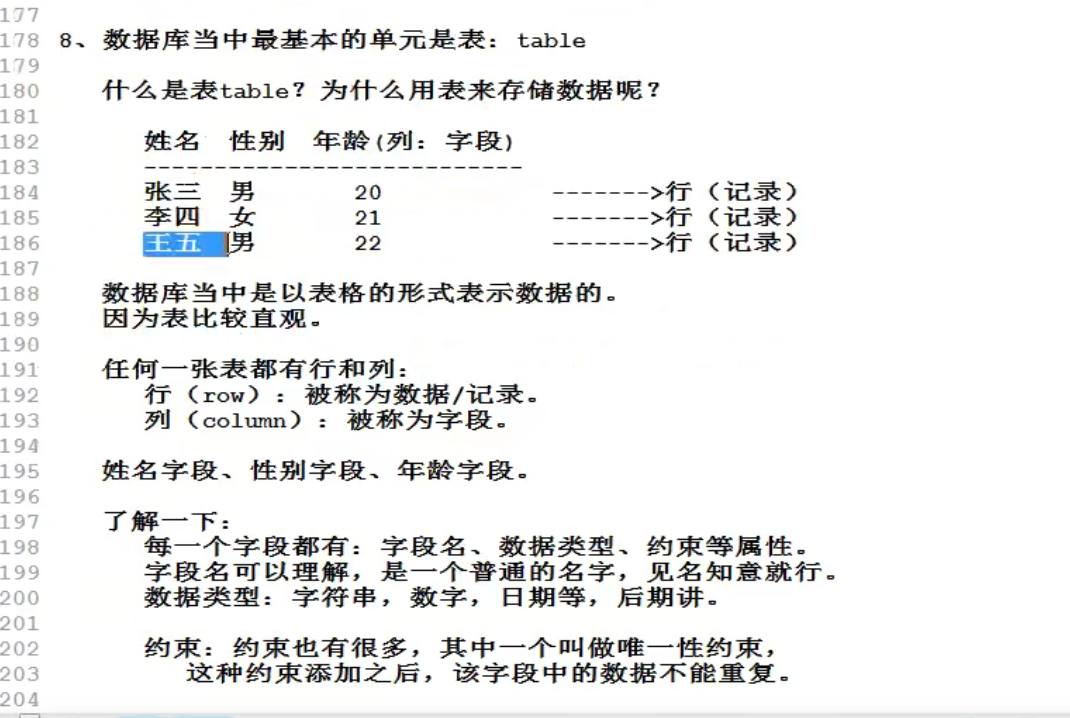 177
178 8、数据库当中最基本的单元是表：table
179
180 什么是表table？为什么用表来存储数据呢？
181
182 姓名 性别 年龄(列：字段)
183 ---------------------------
184 张三 男 20 ------->行（记录）
185 李四 女 21 ------->行（记录）
186 王五 男 22 ------->行（记录）
187
188 数据库当中是以表格的形式表示数据的。
189 因为表比较直观。
190
191 任何一张表都有行和列：
192 行（row）：被称为数据/记录。
193 列（column）：被称为字段。
194
195 姓名字段、性别字段、年龄字段。
196
197 了解一下：
198 每一个字段都有：字段名、数据类型、约束等属性。
199 字段名可以理解，是一个普通的名字，见名知意就行。
200 数据类型：字符串，数字，日期等，后期讲。
201
202 约束：约束也有很多，其中一个叫做唯一性约束，
203 这种约束添加之后，该字段中的数据不能重复。
204